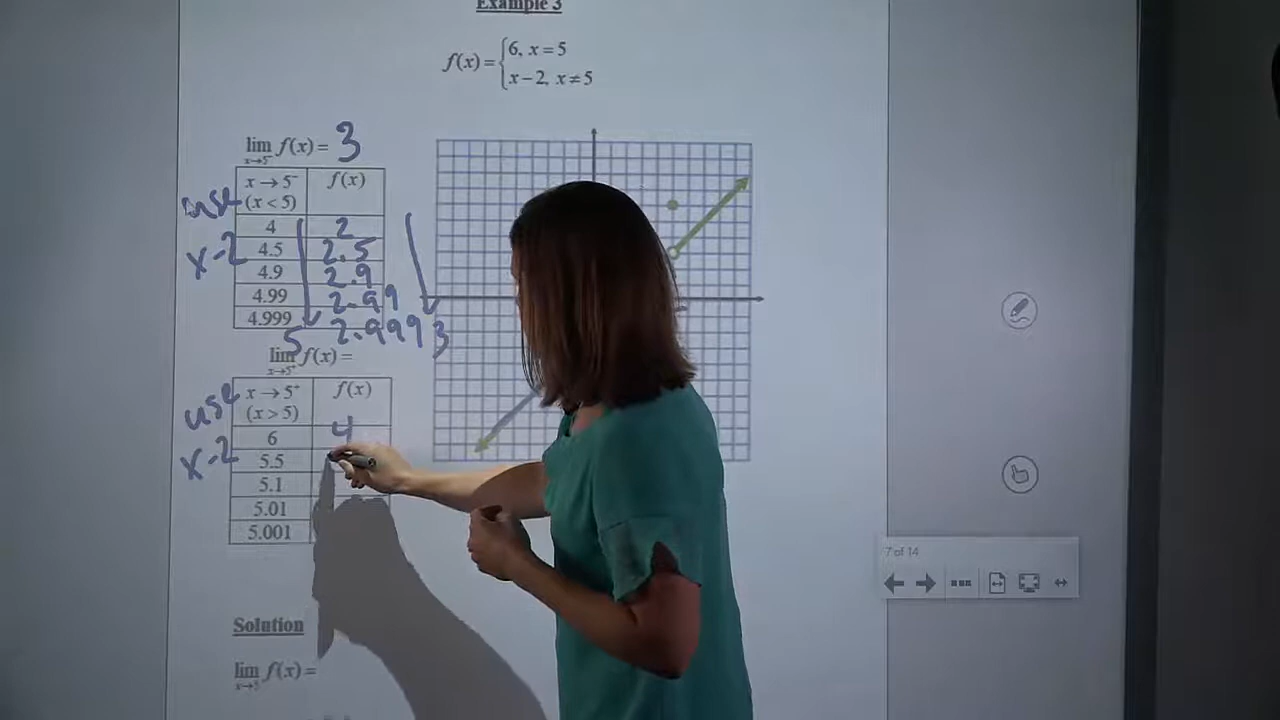 Example 3
f(x) = { 6, x = 5
x − 2, x ≠ 5
lim x→5⁻ f(x) = 3
use x → 5⁻ f(x)
(x < 5)
4 2
x-2 4.5 2.5
4.9 2.9
4.99 2.99
4.999 2.999
5 3
lim x→5⁺ f(x) =
use x → 5⁺ f(x)
(x > 5)
6 4
x-2 5.5
5.1
5.01
5.001
7 of 14
Solution
lim x→5 f(x) =